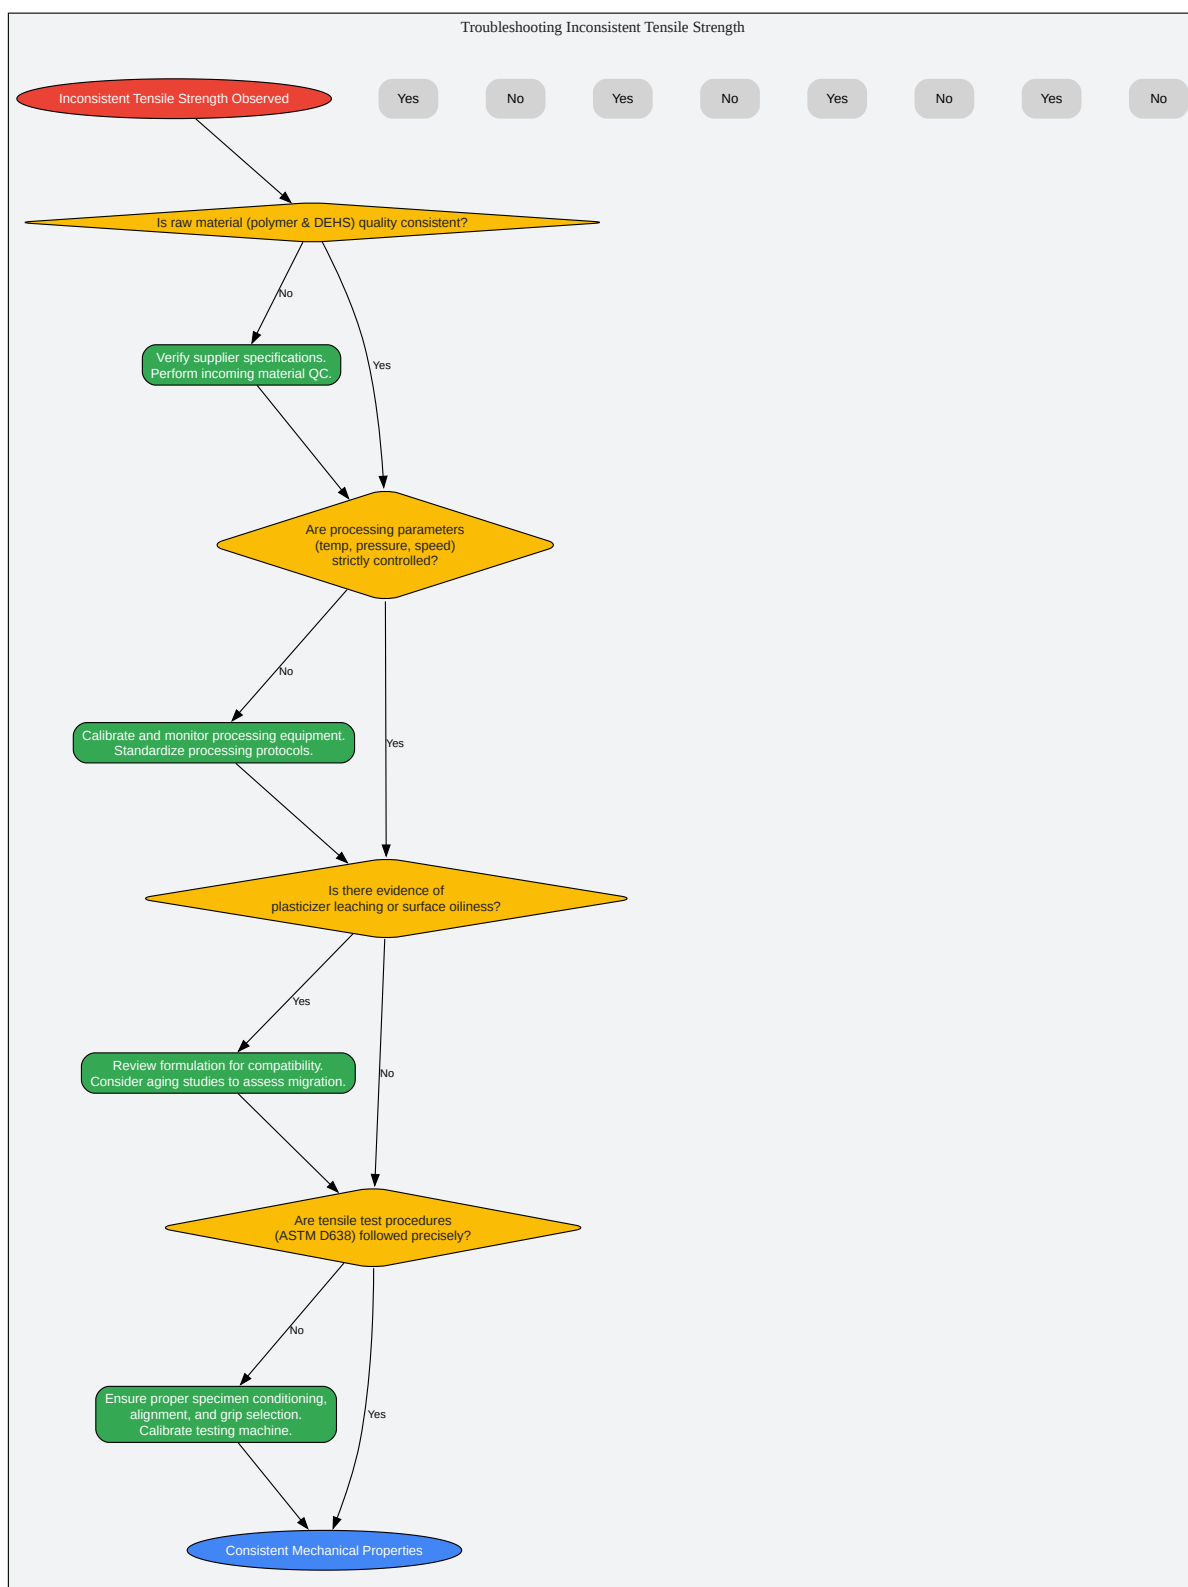 Troubleshooting Inconsistent Tensile Strength
Inconsistent Tensile Strength Observed
Yes
No
Yes
No
Yes
No
Yes
No
Is raw material (polymer & DEHS) quality consistent?
No
Verify supplier specifications.
Perform incoming material QC.
Yes
Are processing parameters
(temp, pressure, speed)
strictly controlled?
No
Calibrate and monitor processing equipment.
Standardize processing protocols.
Yes
Is there evidence of
plasticizer leaching or surface oiliness?
Yes
Review formulation for compatibility.
Consider aging studies to assess migration.
No
Are tensile test procedures
(ASTM D638) followed precisely?
No
Ensure proper specimen conditioning,
alignment, and grip selection.
Calibrate testing machine.
Yes
Consistent Mechanical Properties